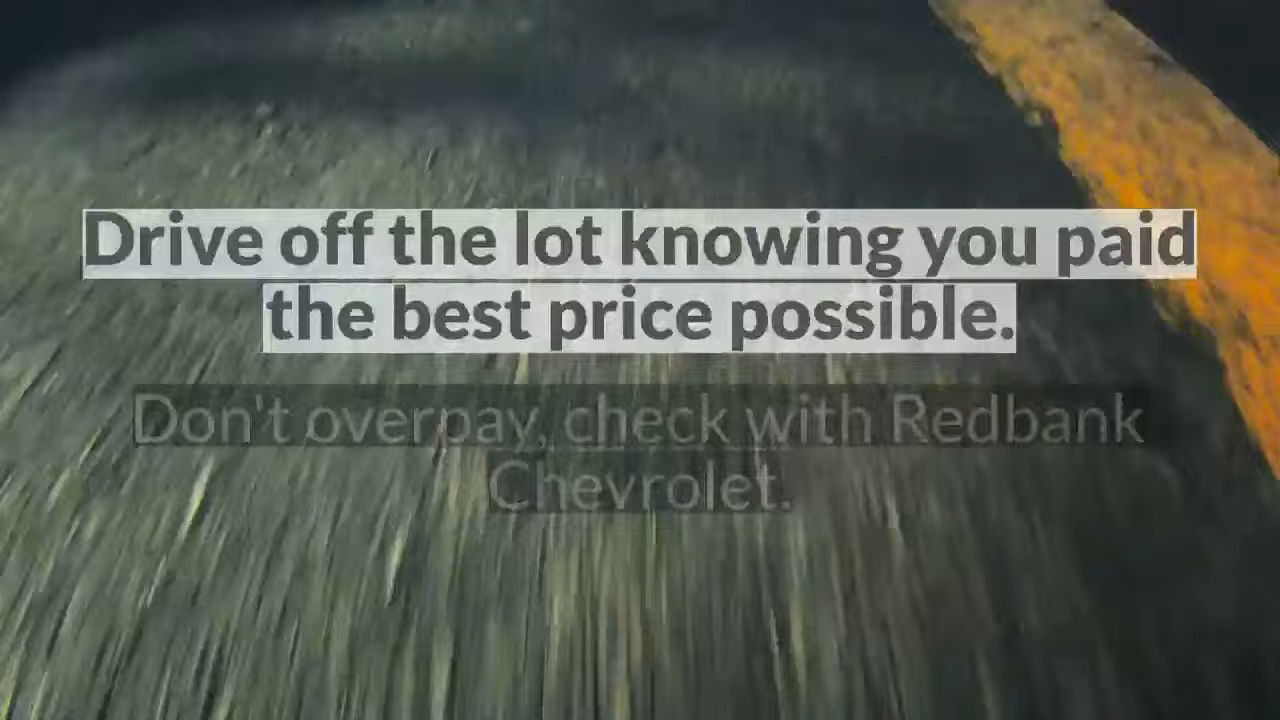 Drive off the lot knowing you paid
the best price possible.
Don't overpay, check with Redbank
Chevrolet.